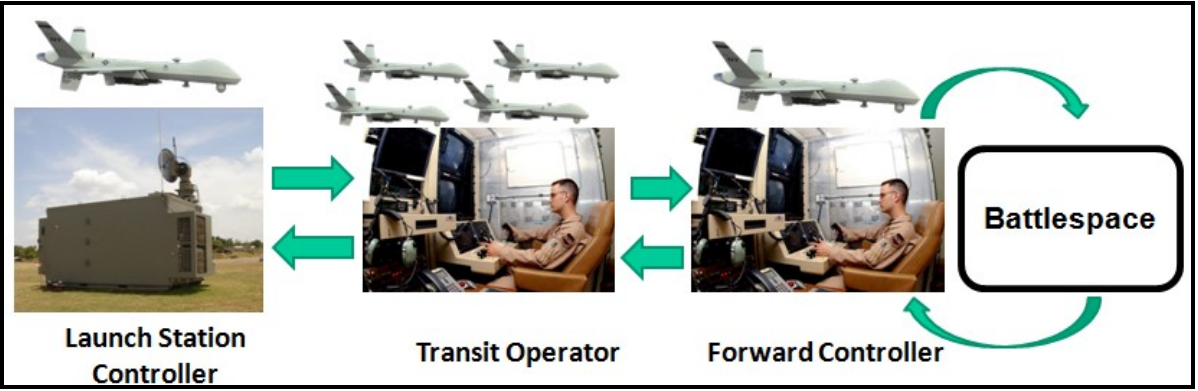 Battlespace
Launch Station
Controller
Transit Operator
Forward Controller